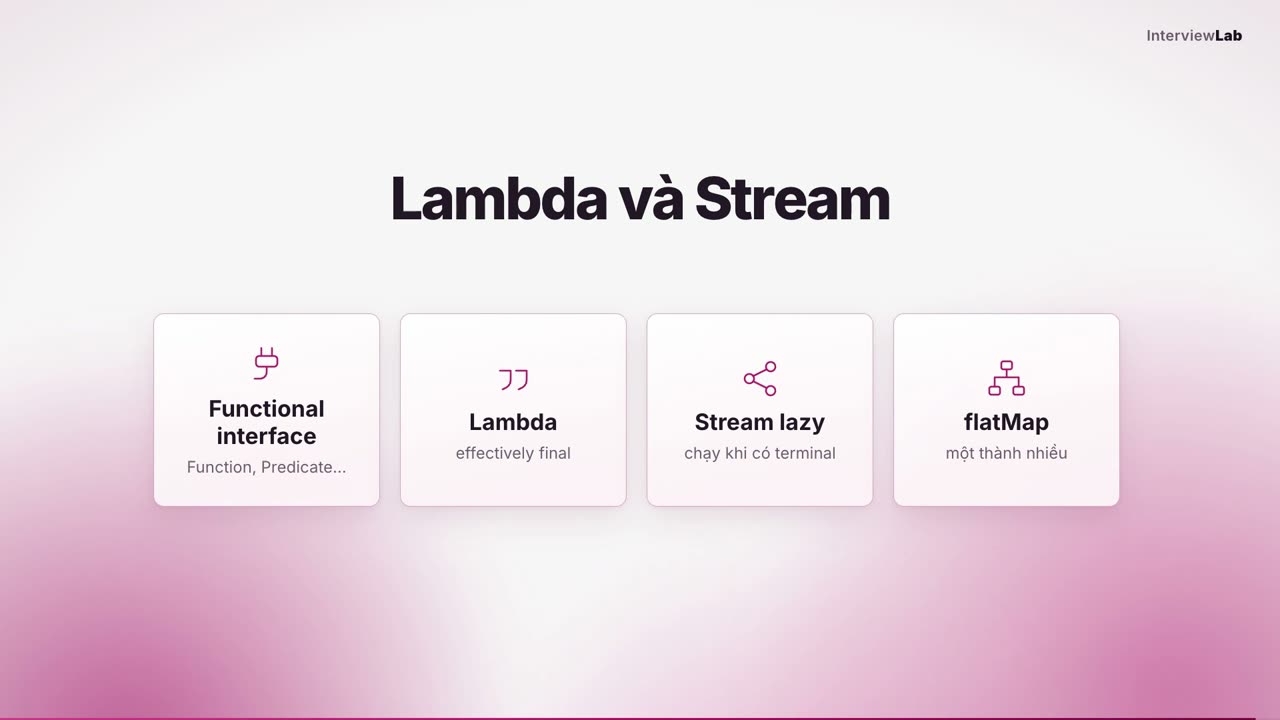 InterviewLab
Lambda và Stream
Functional
interface
Function, Predicate...
Lambda
effectively final
Stream lazy
chạy khi có terminal
flatMap
một thành nhiều